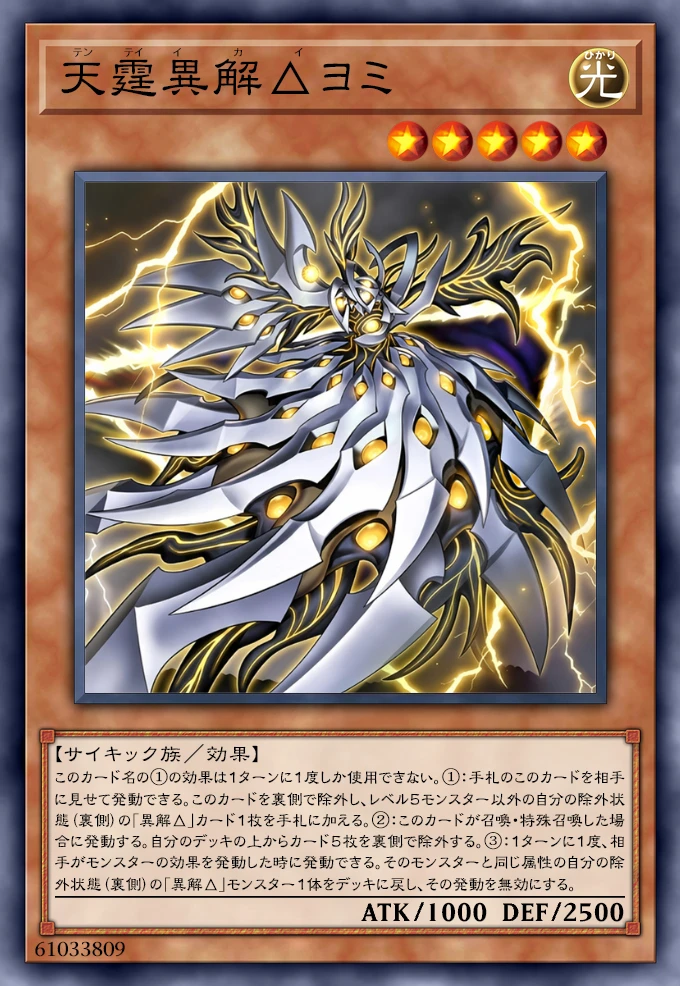 テンテイイカイ
天霆異解△ヨミ
ひかり
光
【サイキック族／効果】
このカード名の①の効果は1ターンに1度しか使用できない。①：手札のこのカードを相手
に見せて発動できる。このカードを裏側で除外し、レベル5モンスター以外の自分の除外状
態(裏側)の「異解△」カード1枚を手札に加える。②：このカードが召喚・特殊召喚した場
合に発動する。自分のデッキの上からカード5枚を裏側で除外する。③：1ターンに1度、相
手がモンスターの効果を発動した時に発動できる。そのモンスターと同じ属性の自分の除
外状態(裏側)の「異解△」モンスター1体をデッキに戻し、その発動を無効にする。
ATK/1000 DEF/2500
61033809